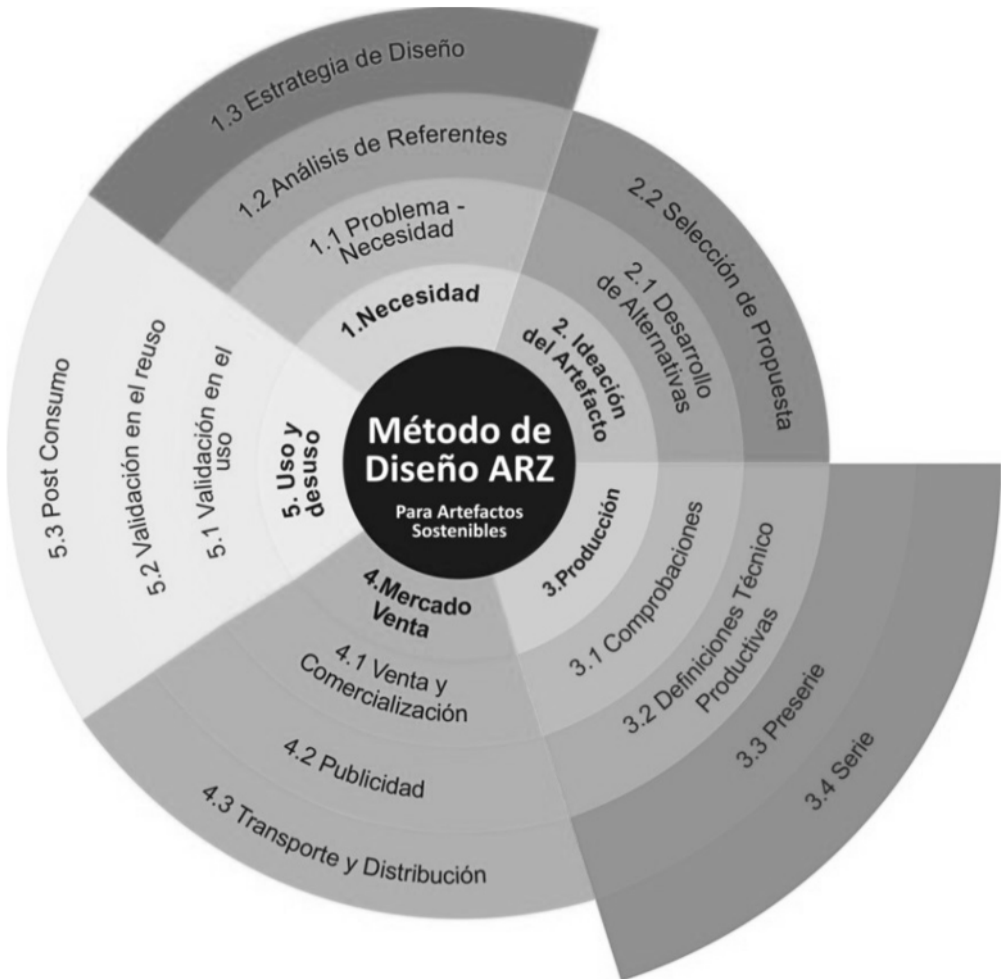 Método de
Diseño ARZ
Para Artefactos
Sostenibles
1.Necesidad
1.1 Problema -
Necesidad
1.2 Análisis de Referentes
1.3 Estrategia de Diseño
2. Ideación
del Artefacto
2.1 Desarrollo
de Alternativas
2.2 Selección de Propuesta
3.Producción
3.1 Comprobaciones
3.2 Definiciones Técnico
Productivas
3.3 Preserie
3.4 Serie
4.Mercado
Venta
4.1 Venta y
Comercialización
4.2 Publicidad
4.3 Transporte y Distribución
5. Uso y
desuso
5.1 Validación en el
uso
5.2 Validación en el reuso
5.3 Post Consumo